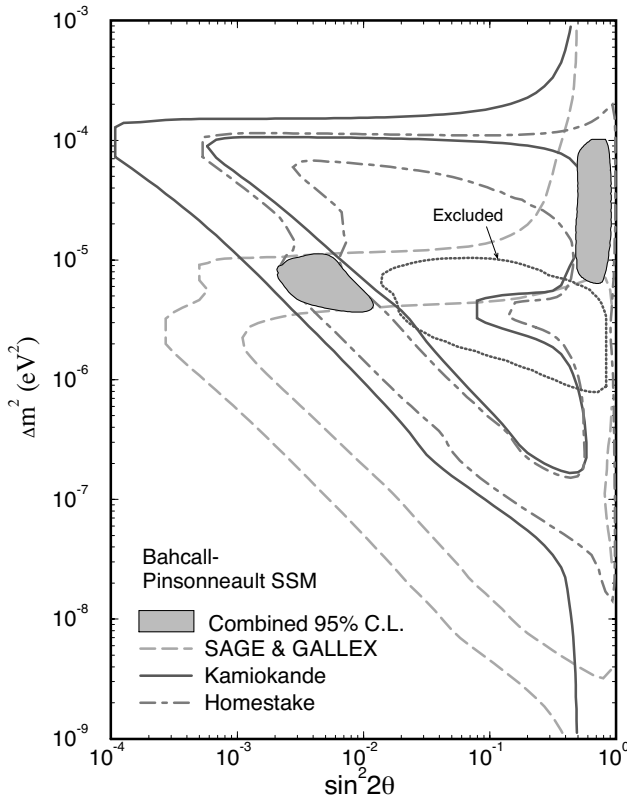 10⁻³
10⁻⁴
10⁻⁵
10⁻⁶
10⁻⁷
10⁻⁸
10⁻⁹
Δm² (eV²)
Excluded
Bahcall-
Pinsonneault SSM
Combined 95% C.L.
SAGE & GALLEX
Kamiokande
Homestake
10⁻⁴ 10⁻³ 10⁻² 10⁻¹ 10⁰
sin²2θ